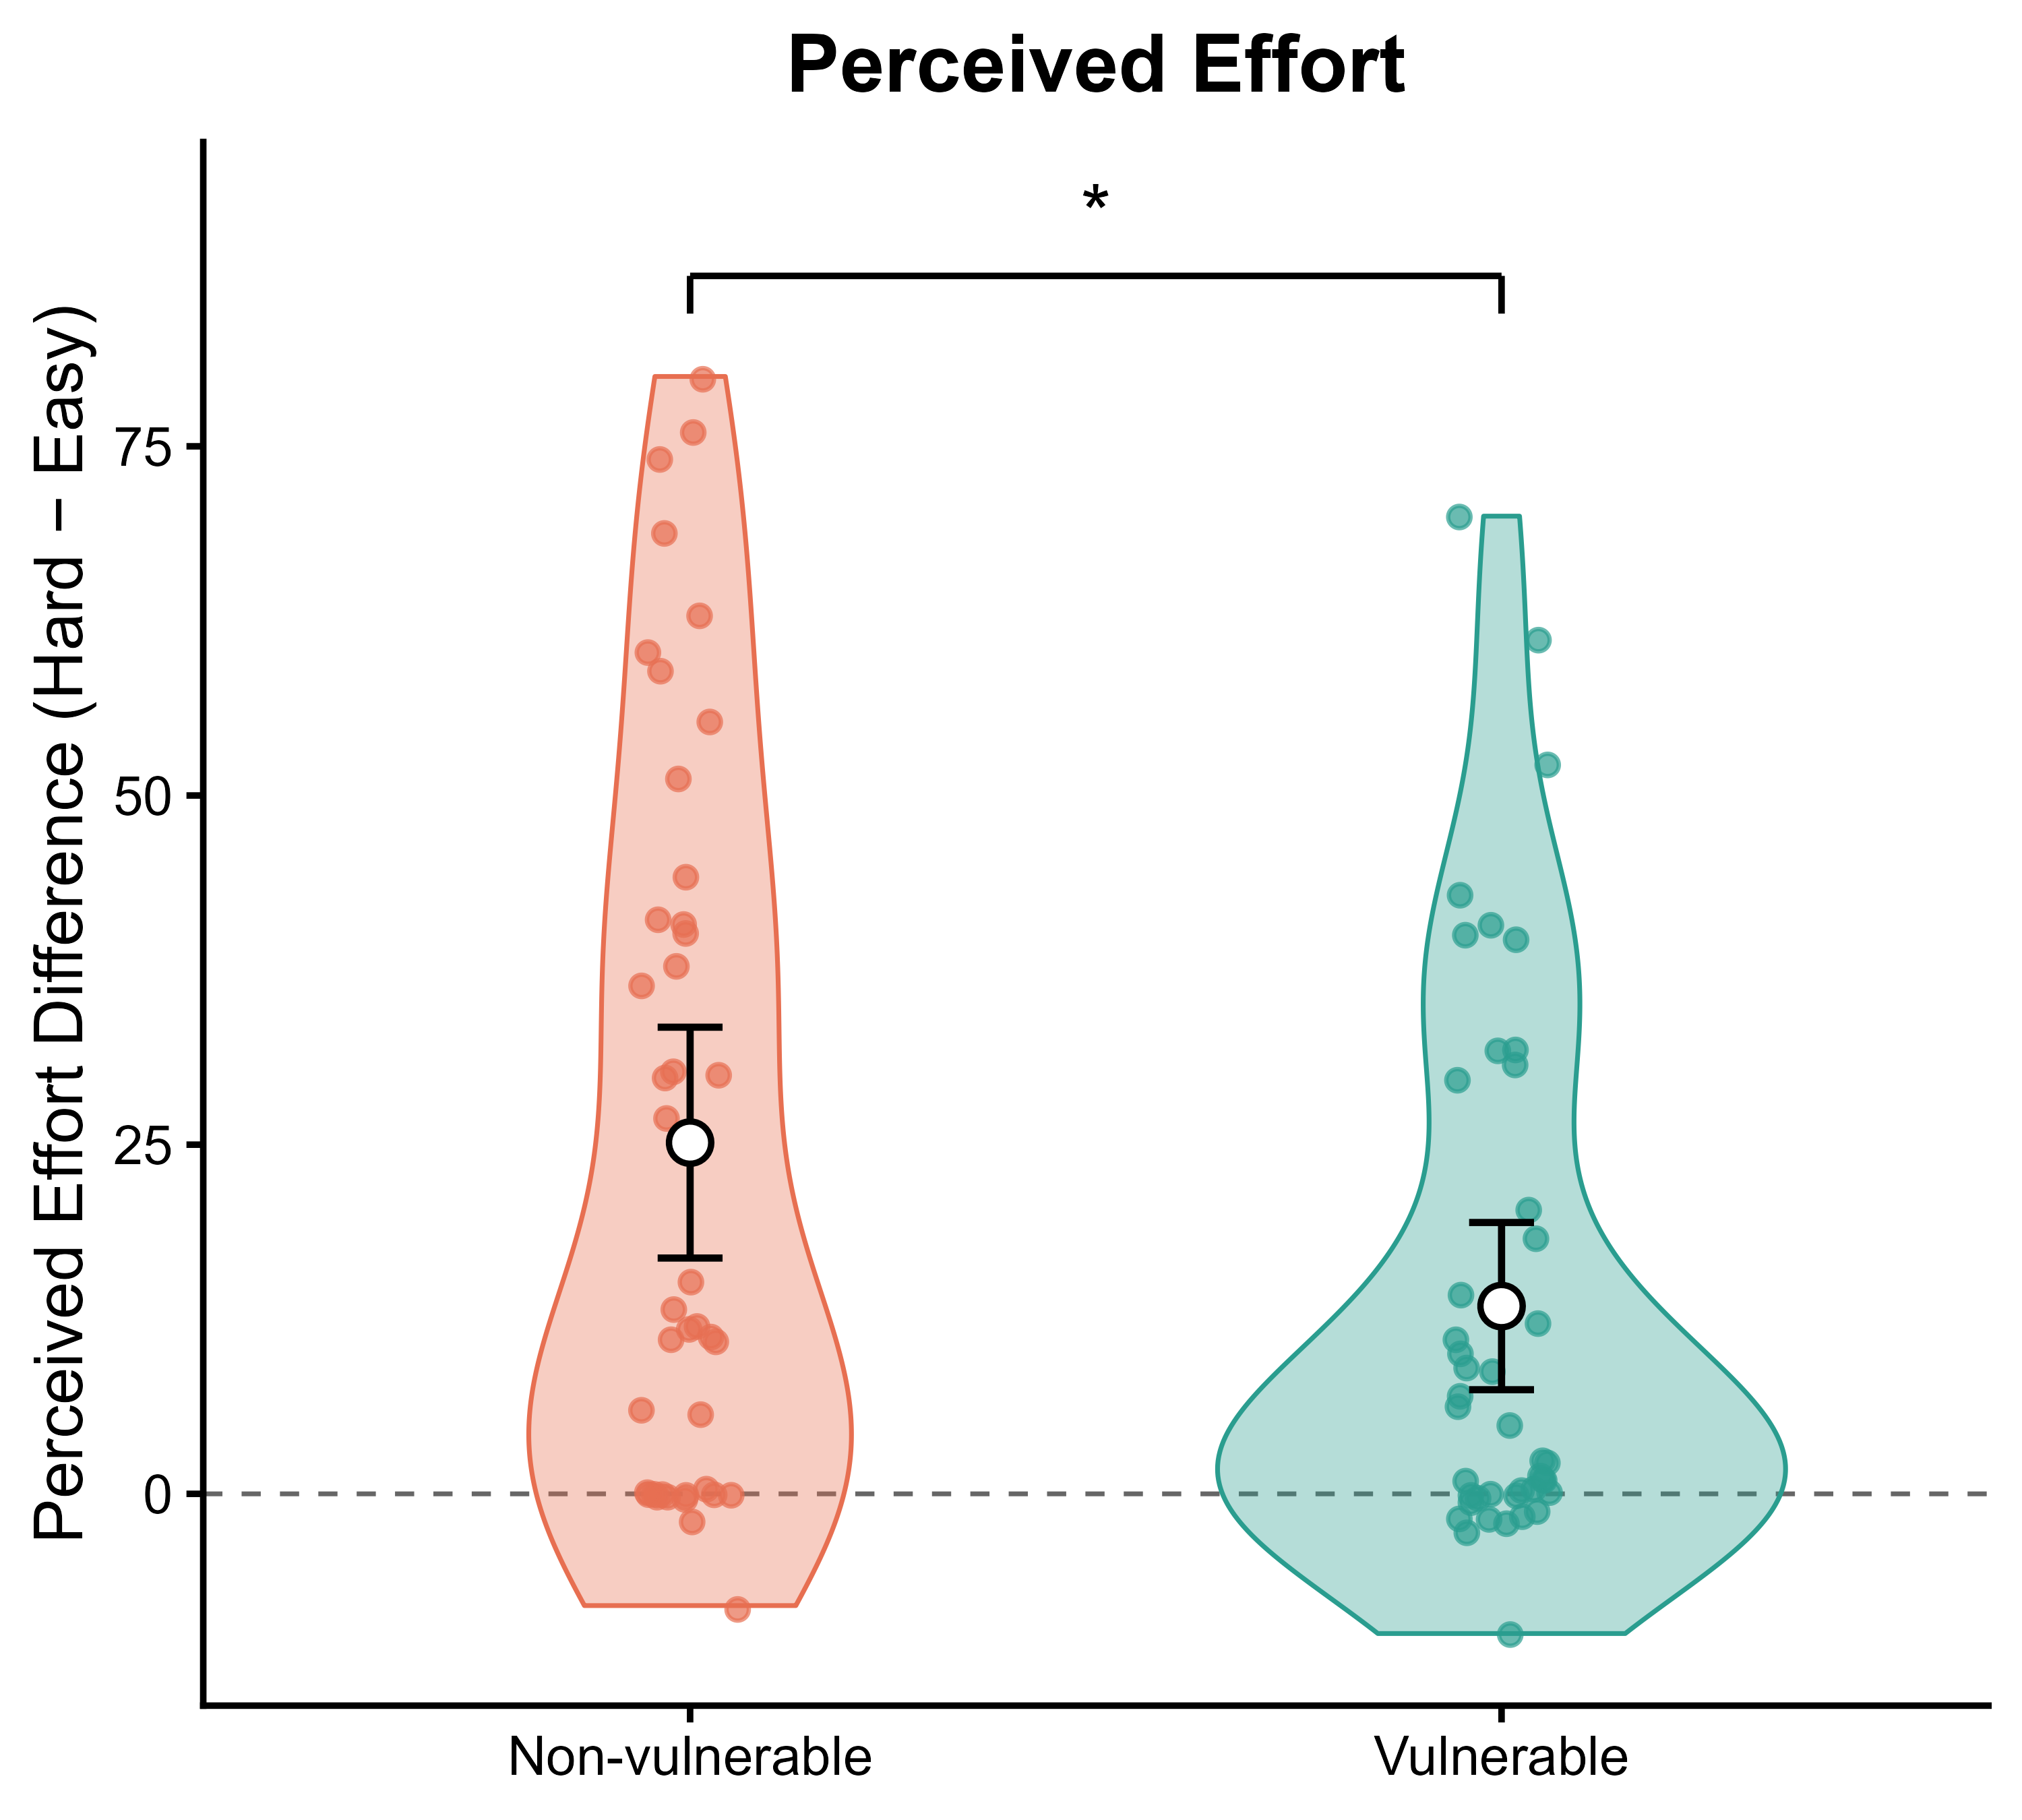 Perceived Effort
*
Perceived Effort Difference (Hard − Easy)
75
50
25
0
Non-vulnerable
Vulnerable